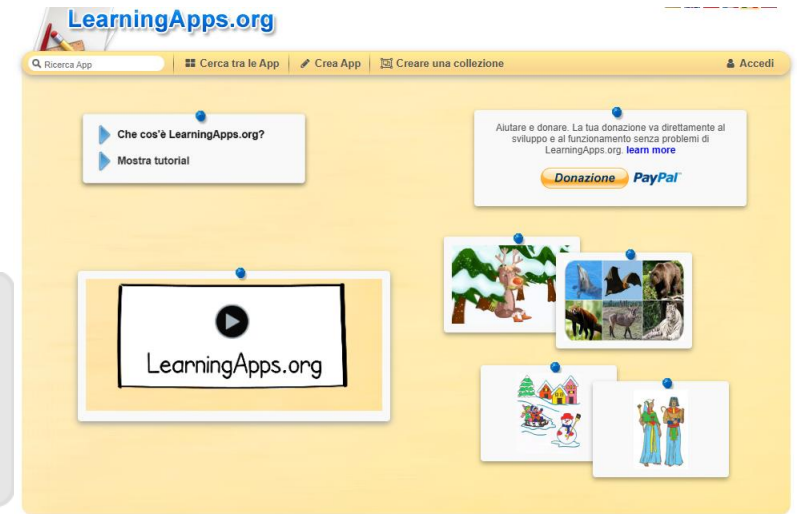 LearningApps.org
Ricerca App
Cerca tra le App
Crea App
Creare una collezione
Accedi
Che cos'è LearningApps.org?
Mostra tutorial
Aiutare e donare. La tua donazione va direttamente al
sviluppo e al funzionamento senza problemi di
LearningApps.org. learn more
Donazione PayPal
LearningApps.org